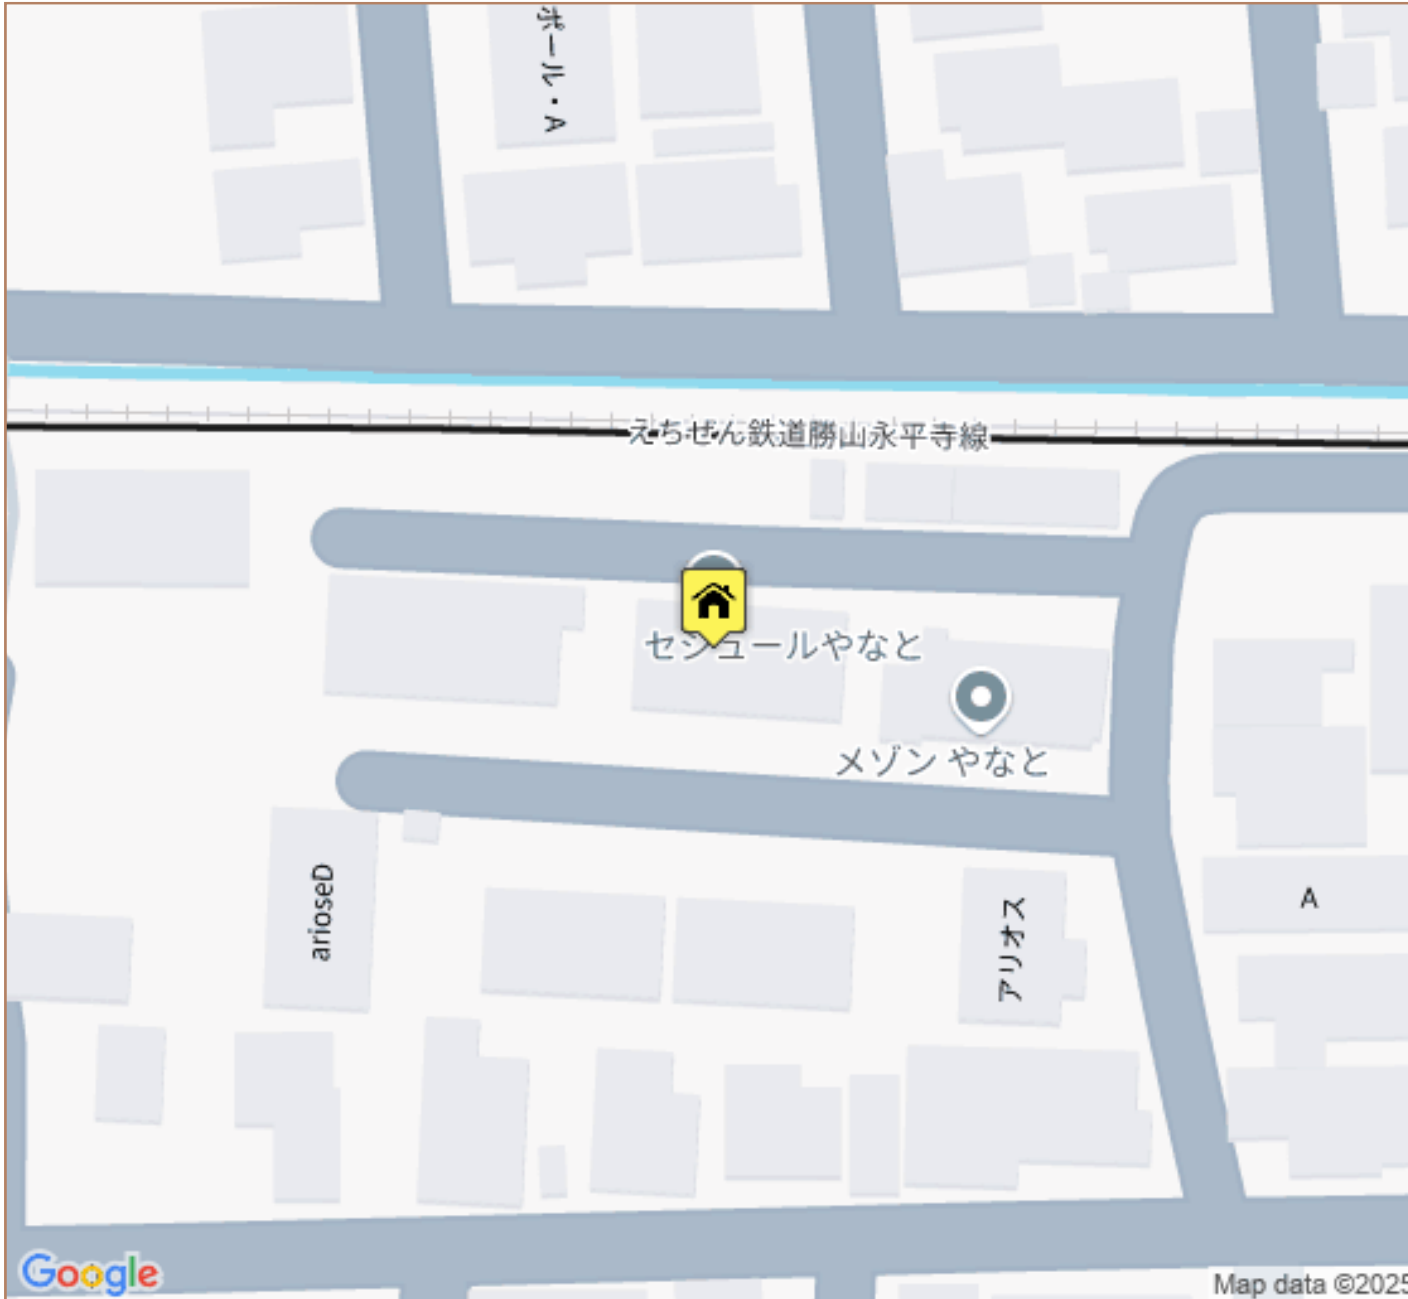 ポール・A
えちぜん鉄道勝山永平寺線
セジュールやなと
メゾン やなと
arioseD
アリオス
A
Google
Map data ©2025